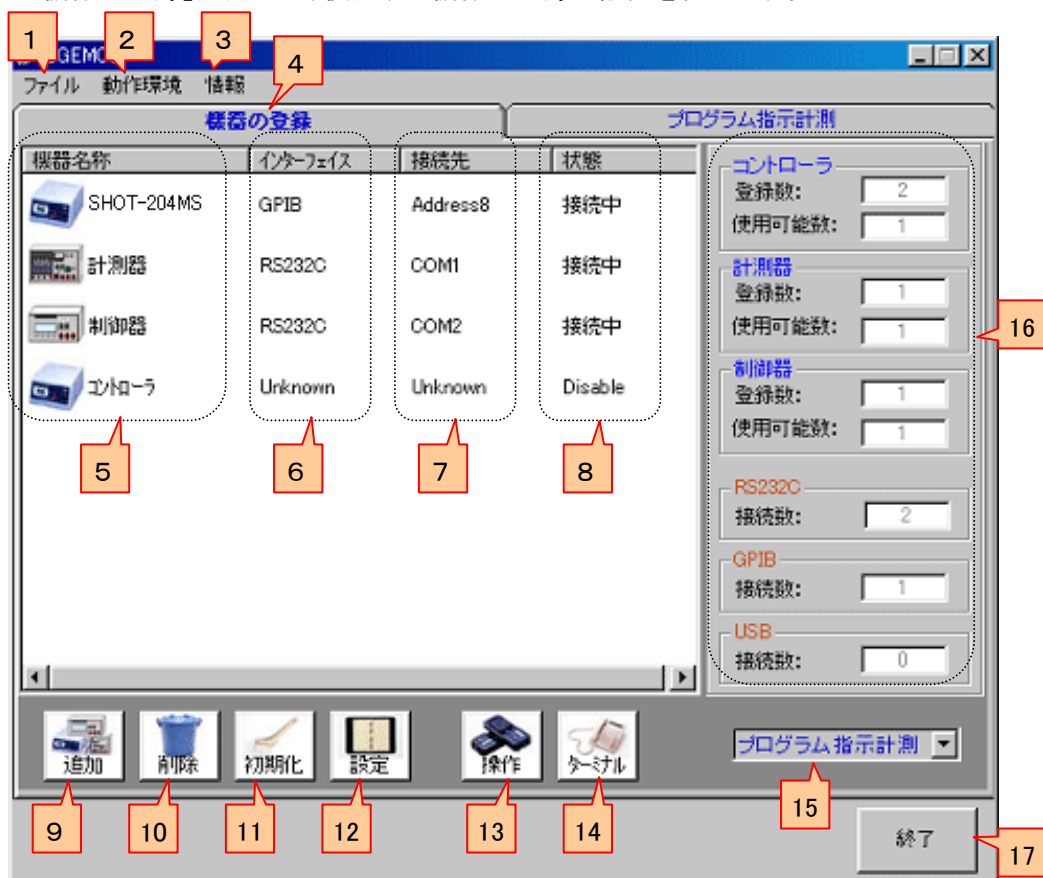 1 2 3 4
ファイル 動作環境 情報
機器の登録 プログラム指示計測
機器名称 インターフェイス 接続先 状態
SHOT-204MS GPIB Address8 接続中
計測器 RS232C COM1 接続中
制御器 RS232C COM2 接続中
コントローラ Unknown Unknown Disable
5 6 7 8
コントローラ
登録数: 2
使用可能数: 1
計測器
登録数: 1
使用可能数: 1
16
制御器
登録数: 1
使用可能数: 1
RS232C
接続数: 2
GPIB
接続数: 1
USB
接続数: 0
追加 削除 初期化 設定 操作 ターミナル
プログラム指示計測
9 10 11 12 13 14 15
終了
17